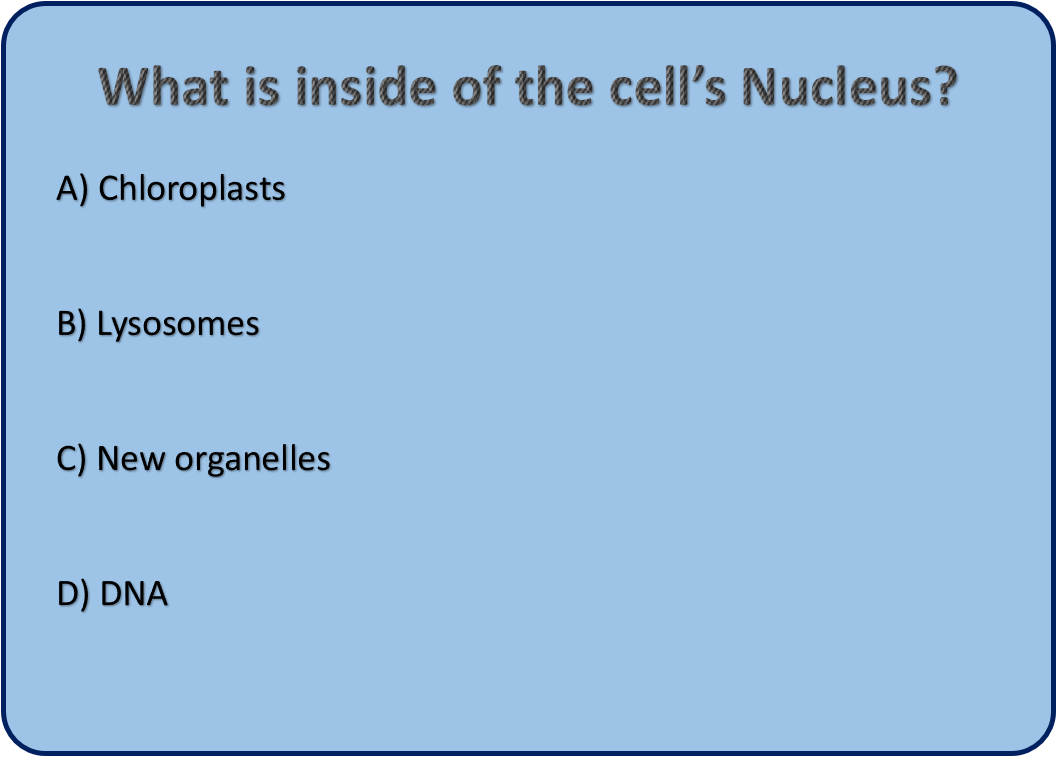 What is inside of the cell’s Nucleus?
A) Chloroplasts
B) Lysosomes
C) New organelles
D) DNA